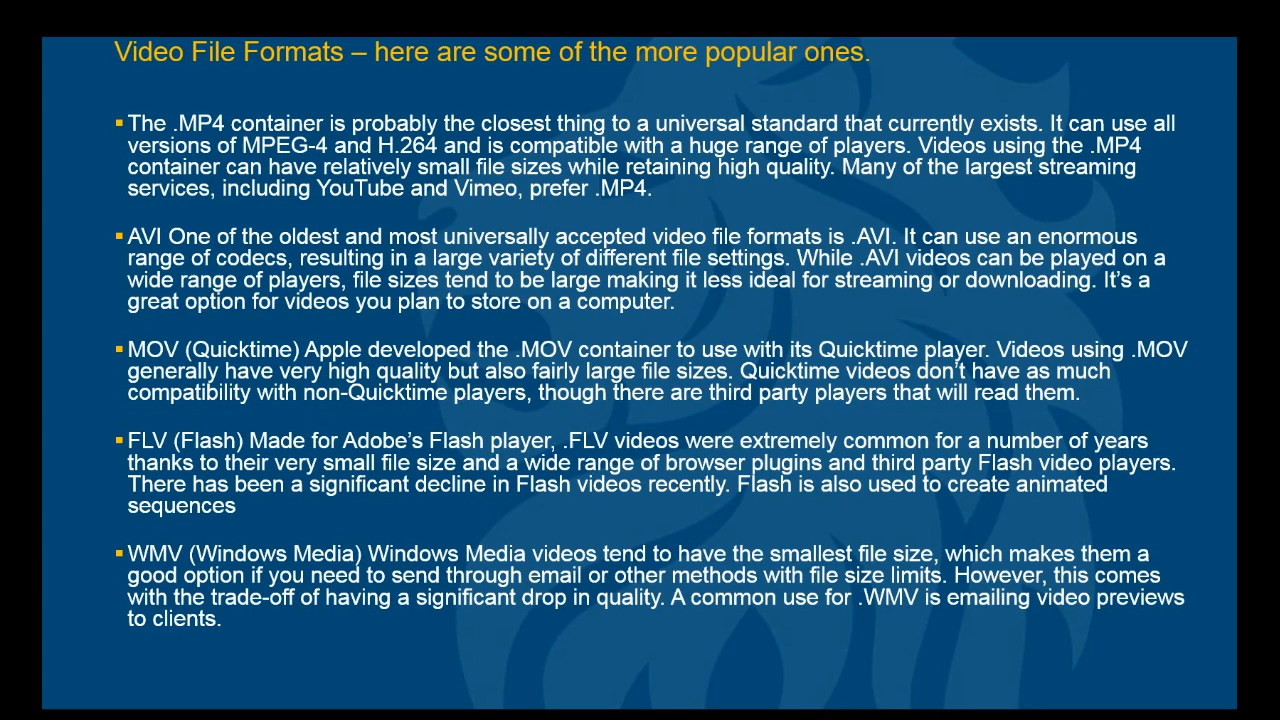 Video File Formats – here are some of the more popular ones.
▪ The .MP4 container is probably the closest thing to a universal standard that currently exists. It can use all
versions of MPEG-4 and H.264 and is compatible with a huge range of players. Videos using the .MP4
container can have relatively small file sizes while retaining high quality. Many of the largest streaming
services, including YouTube and Vimeo, prefer .MP4.
▪ AVI One of the oldest and most universally accepted video file formats is .AVI. It can use an enormous
range of codecs, resulting in a large variety of different file settings. While .AVI videos can be played on a
wide range of players, file sizes tend to be large making it less ideal for streaming or downloading. It’s a
great option for videos you plan to store on a computer.
▪ MOV (Quicktime) Apple developed the .MOV container to use with its Quicktime player. Videos using .MOV
generally have very high quality but also fairly large file sizes. Quicktime videos don’t have as much
compatibility with non-Quicktime players, though there are third party players that will read them.
▪ FLV (Flash) Made for Adobe’s Flash player, .FLV videos were extremely common for a number of years
thanks to their very small file size and a wide range of browser plugins and third party Flash video players.
There has been a significant decline in Flash videos recently. Flash is also used to create animated
sequences
▪ WMV (Windows Media) Windows Media videos tend to have the smallest file size, which makes them a
good option if you need to send through email or other methods with file size limits. However, this comes
with the trade-off of having a significant drop in quality. A common use for .WMV is emailing video previews
to clients.